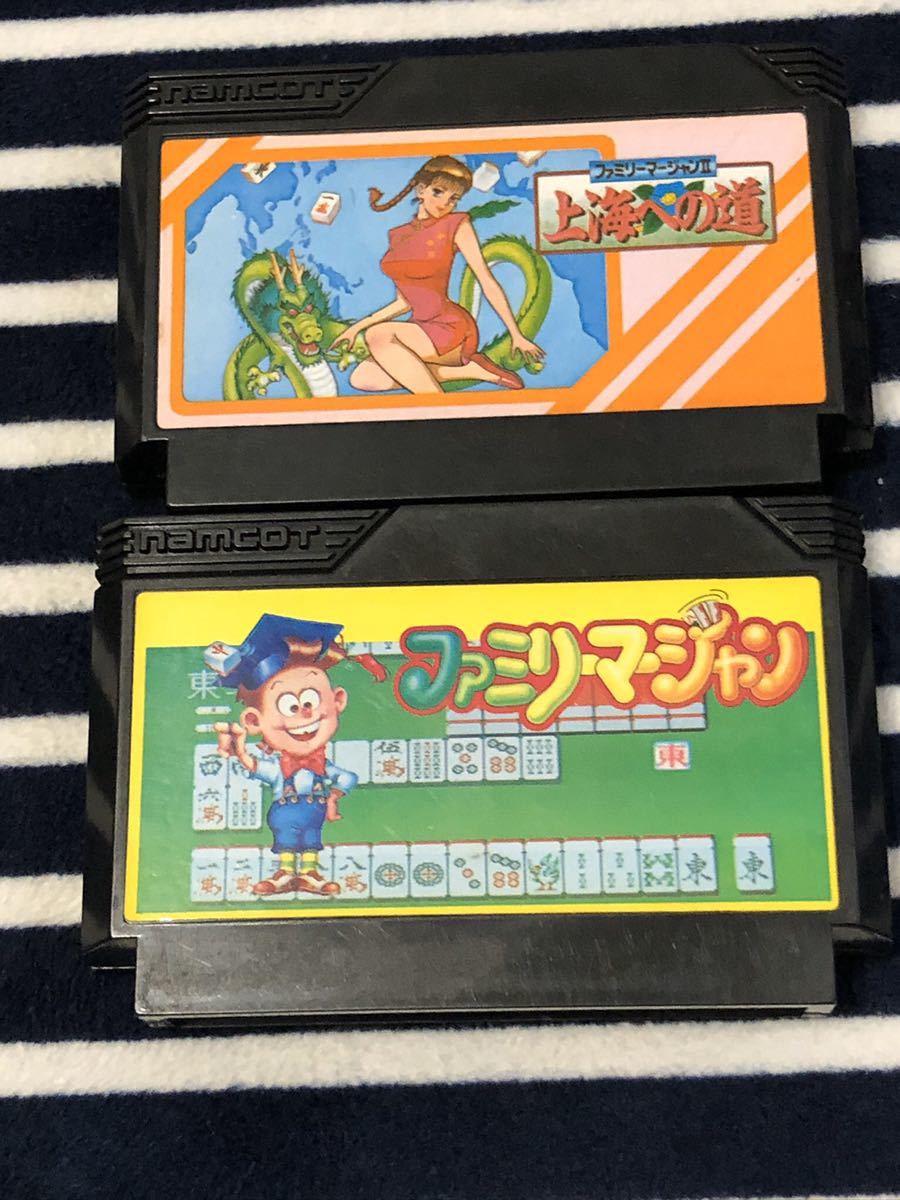 namcoT
ファミリーマージャンII
上海への道
一萬
namcoT
ファミリーマージャン
東
西
伍萬
東
六萬
一萬 二萬 八萬 東 東